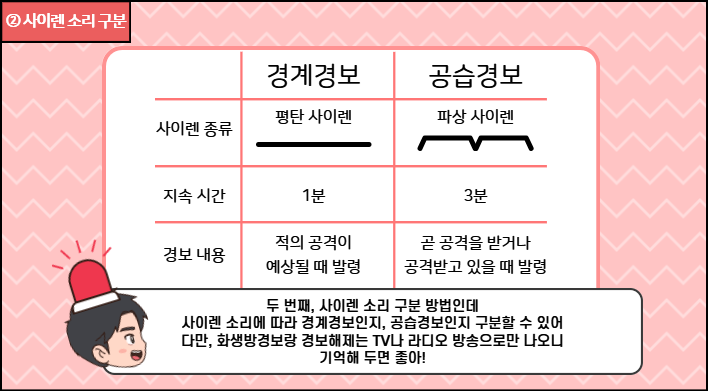 ② 사이렌 소리 구분
경계경보 공습경보
사이렌 종류 평탄 사이렌 파상 사이렌
지속 시간 1분 3분
경보 내용 적의 공격이 예상될 때 발령 곧 공격을 받거나 공격받고 있을 때 발령
두 번째, 사이렌 소리 구분 방법인데
사이렌 소리에 따라 경계경보인지, 공습경보인지 구분할 수 있어
다만, 화생방경보랑 경보해제는 TV나 라디오 방송으로만 나오니
기억해 두면 좋아!